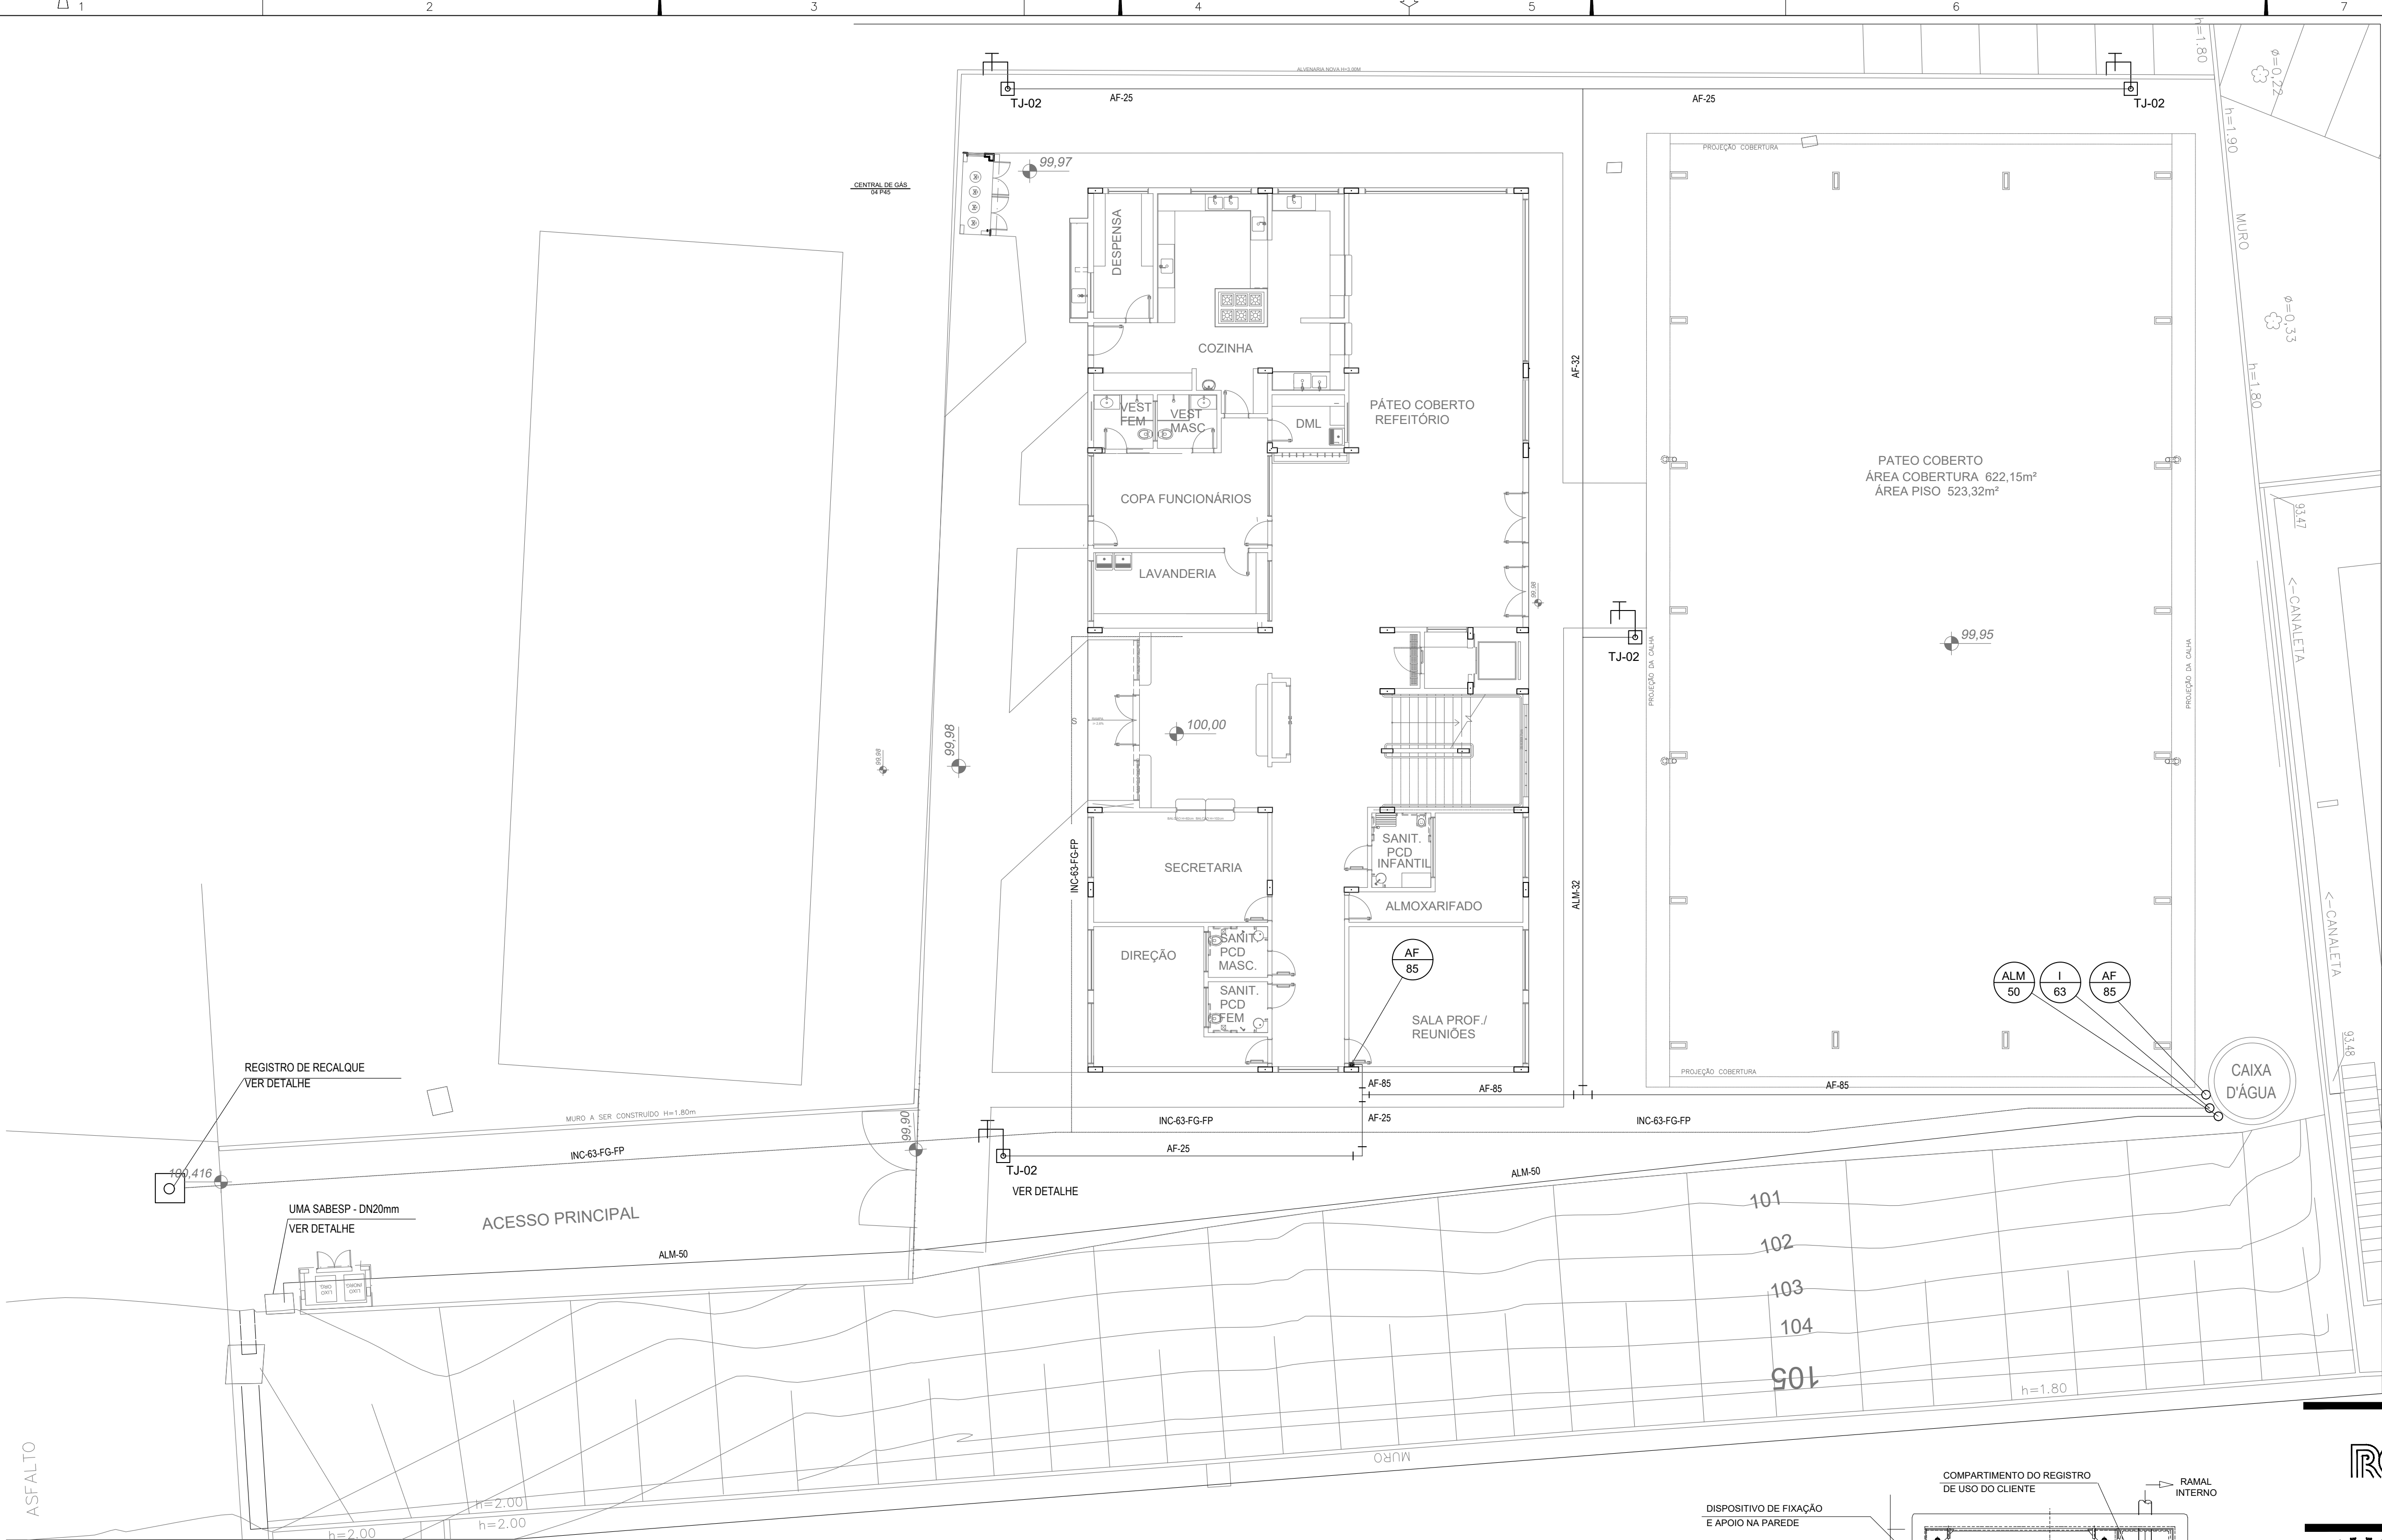 1
2
3
4
5
6
7
ALVENARIA NOVA H=3.00M
h=1.80
ø=0,22
TJ-02
AF-25
AF-25
TJ-02
h=1.90
PROJEÇÃO COBERTURA
99,97
CENTRAL DE GÁS
04 P45
DESPENSA
MURO
ø=0,33
COZINHA
AF-32
h=1.80
VEST
FEM
VEST
MASC
DML
PÁTEO COBERTO
REFEITÓRIO
PATEO COBERTO
ÁREA COBERTURA 622,15m²
ÁREA PISO 523,32m²
COPA FUNCIONÁRIOS
93.47
LAVANDERIA
99,98
<-CANALETA
TJ-02
99,95
PROJEÇÃO DA CALHA
PROJEÇÃO DA CALHA
S
100,00
99,98
99,98
INC-63-FG-FP
SECRETARIA
SANIT.
PCD
INFANTIL
ALM-32
ALMOXARIFADO
<-CANALETA
DIREÇÃO
SANIT.
PCD
MASC.
AF
85
SANIT.
PCD
FEM
SALA PROF./
REUNIÕES
ALM
50
I
63
AF
85
93.48
REGISTRO DE RECALQUE
VER DETALHE
CAIXA
D'ÁGUA
PROJEÇÃO COBERTURA
AF-85
AF-85
AF-85
MURO A SER CONSTRUÍDO H=1.80m
99,90
INC-63-FG-FP
AF-25
INC-63-FG-FP
INC-63-FG-FP
AF-25
TJ-02
VER DETALHE
100,416
ALM-50
UMA SABESP - DN20mm
VER DETALHE
ACESSO PRINCIPAL
ALM-50
LIXO
LIXO
101
102
103
104
105
h=1.80
MURO
ASFALTO
h=2.00
h=2.00
h=2.00
COMPARTIMENTO DO REGISTRO
DE USO DO CLIENTE
RAMAL
INTERNO
DISPOSITIVO DE FIXAÇÃO
E APOIO NA PAREDE